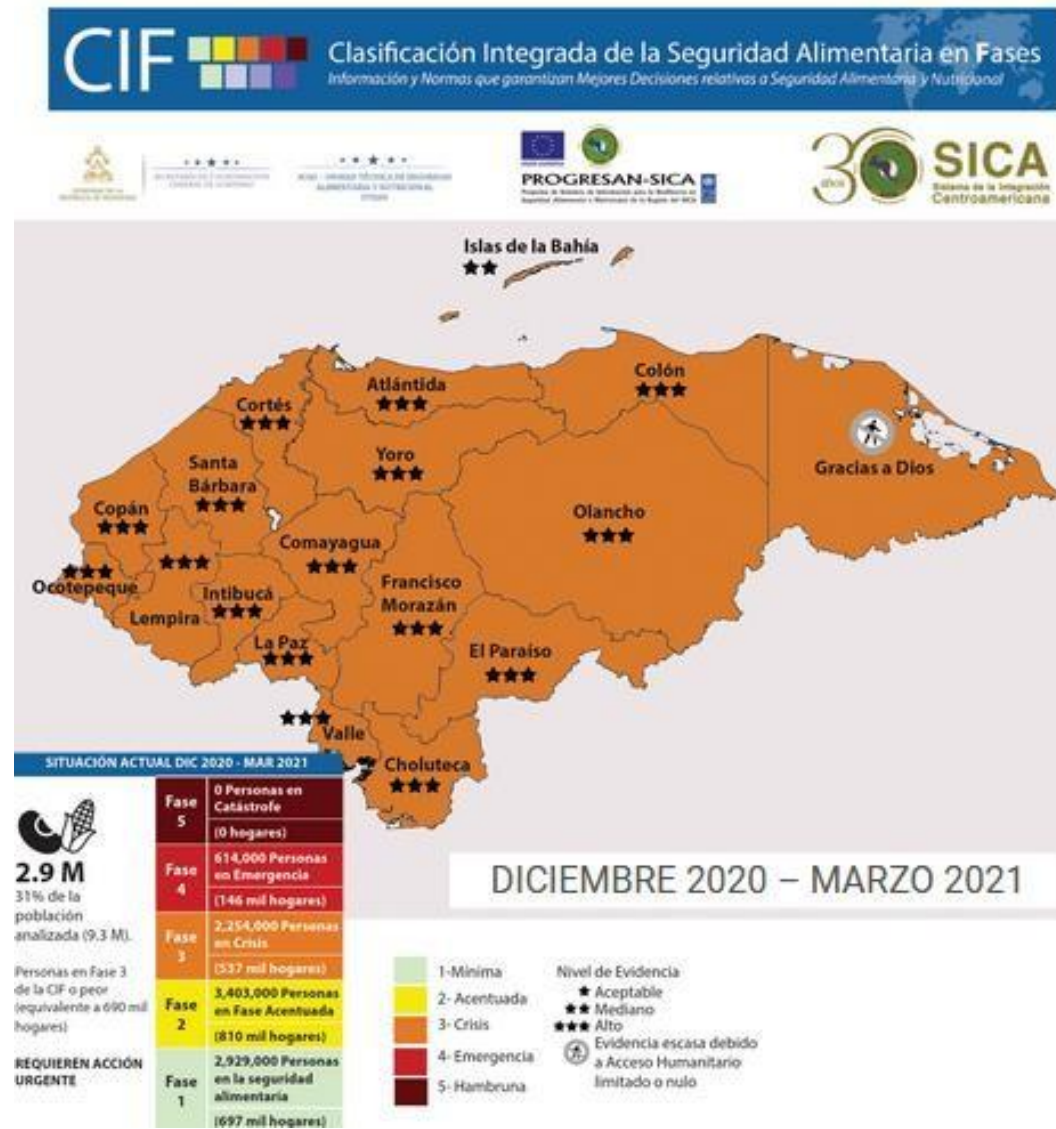 CIF
Clasificación Integrada de la Seguridad Alimentaria en Fases
Información y Normas que garantizan Mejores Decisiones relativas a Seguridad Alimentaria y Nutricional
PROGRESAN-SICA
30
años
SICA
Sistema de la Integración
Centroamericana
Islas de la Bahía
Atlántida
Colón
Cortés
Yoro
Gracias a Dios
Santa
Bárbara
Copán
Olancho
Comayagua
Ocotepeque
Francisco
Morazán
Intibucá
Lempira
La Paz
El Paraíso
Valle
Choluteca
SITUACIÓN ACTUAL DIC 2020 - MAR 2021
2.9 M
31% de la
población
analizada (9.3 M).
Personas en Fase 3
de la CIF o peor
(equivalente a 690 mil
hogares)
REQUIEREN ACCIÓN
URGENTE
Fase
5
0 Personas en
Catástrofe
(0 hogares)
Fase
4
614,000 Personas
en Emergencia
(146 mil hogares)
Fase
3
2,254,000 Personas
en Crisis
(537 mil hogares)
Fase
2
3,403,000 Personas
en Fase Acentuada
(810 mil hogares)
Fase
1
2,929,000 Personas
en la seguridad
alimentaria
(697 mil hogares)
DICIEMBRE 2020 – MARZO 2021
1-Mínima
2- Acentuada
3- Crisis
4- Emergencia
5- Hambruna
Nivel de Evidencia
Aceptable
Mediano
Alto
Evidencia escasa debido
a Acceso Humanitario
limitado o nulo